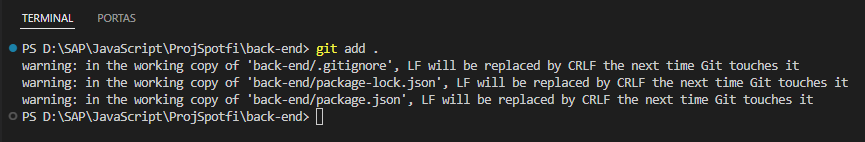 TERMINAL PORTAS
PS D:\SAP\JavaScript\ProjSpotfi\back-end> git add .
warning: in the working copy of 'back-end/.gitignore', LF will be replaced by CRLF the next time Git touches it
warning: in the working copy of 'back-end/package-lock.json', LF will be replaced by CRLF the next time Git touches it
warning: in the working copy of 'back-end/package.json', LF will be replaced by CRLF the next time Git touches it
PS D:\SAP\JavaScript\ProjSpotfi\back-end>